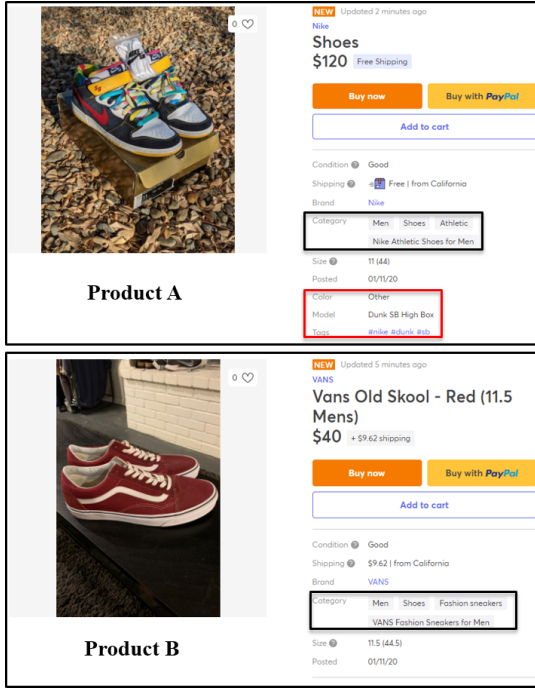 0
NEW Updated 2 minutes ago
Nike
Shoes
$120 Free Shipping
Buy now Buy with PayPal
Add to cart
Condition Good
Shipping Free | from California
Brand Nike
Category Men Shoes Athletic
Nike Athletic Shoes for Men
Size 11 (44)
Posted 01/11/20
Color Other
Model Dunk SB High Box
Tags #nike #dunk #sb
Product A
0
NEW Updated 5 minutes ago
VANS
Vans Old Skool - Red (11.5
Mens)
$40 + $9.62 shipping
Buy now Buy with PayPal
Add to cart
Condition Good
Shipping $9.62 | from California
Brand VANS
Category Men Shoes Fashion sneakers
VANS Fashion Sneakers for Men
Size 11.5 (44.5)
Posted 01/11/20
Product B